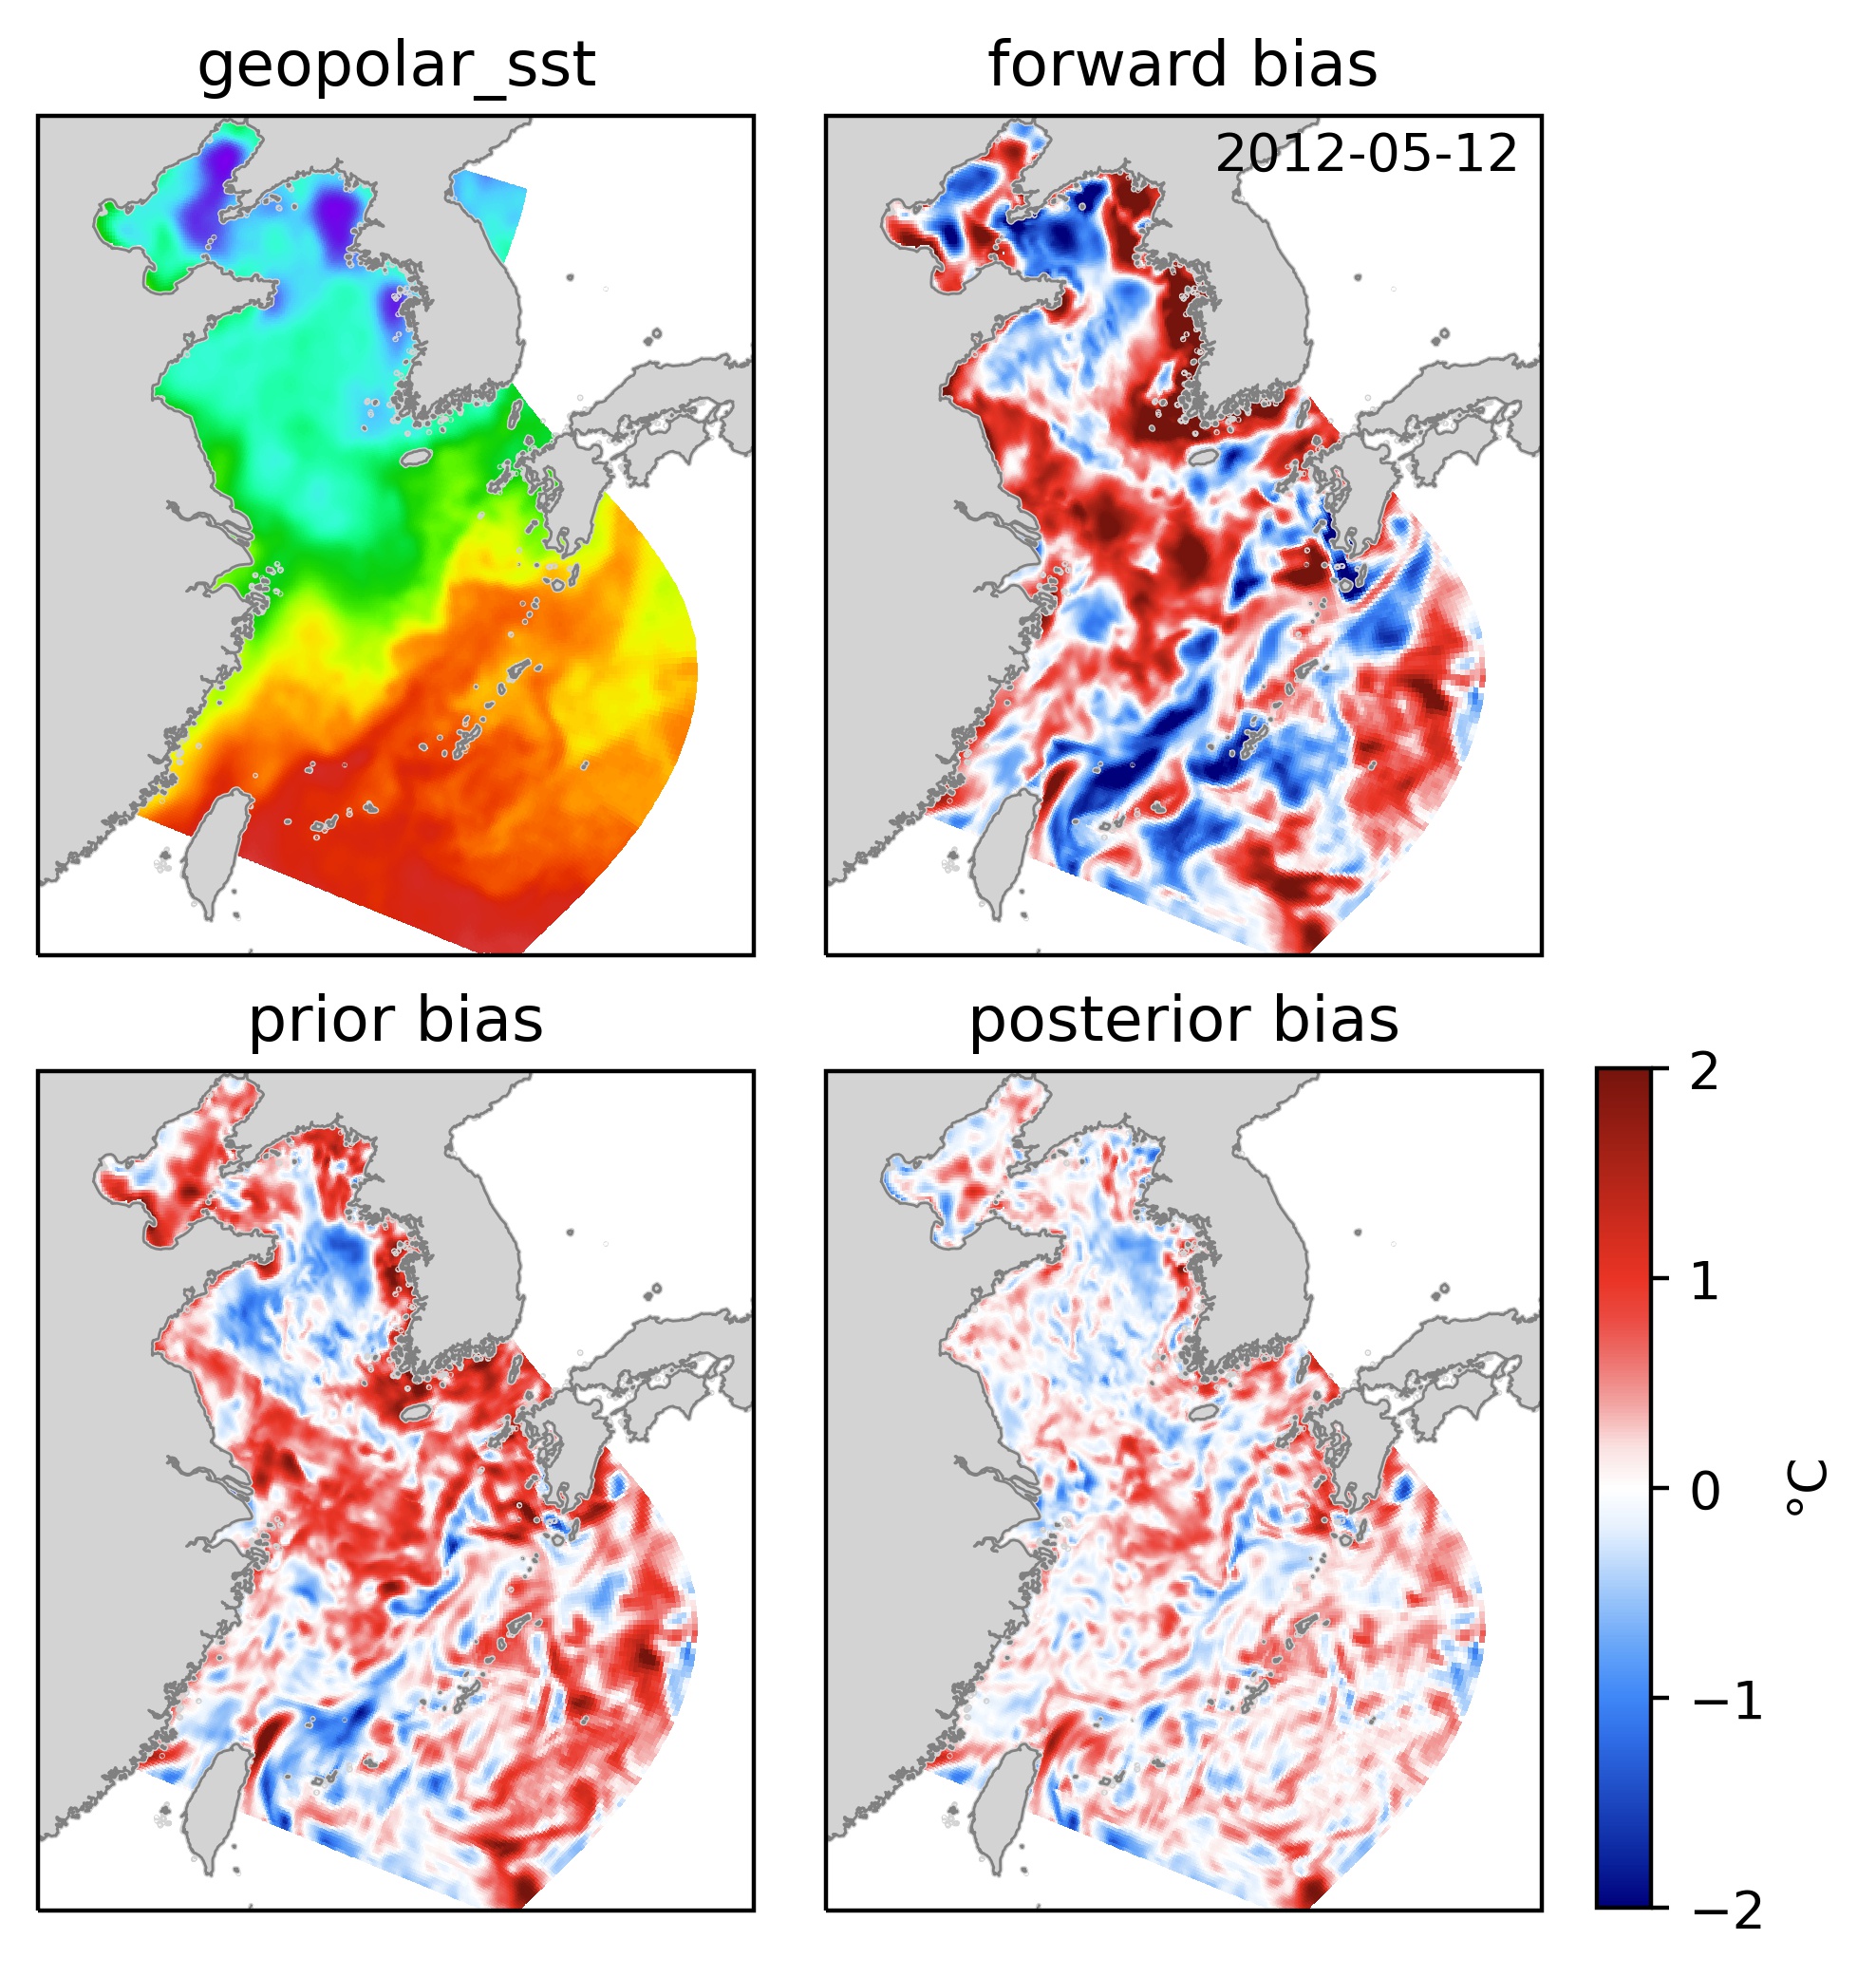 geopolar_sst
forward bias
2012-05-12
prior bias
posterior bias
2
1
0
−1
−2
°C